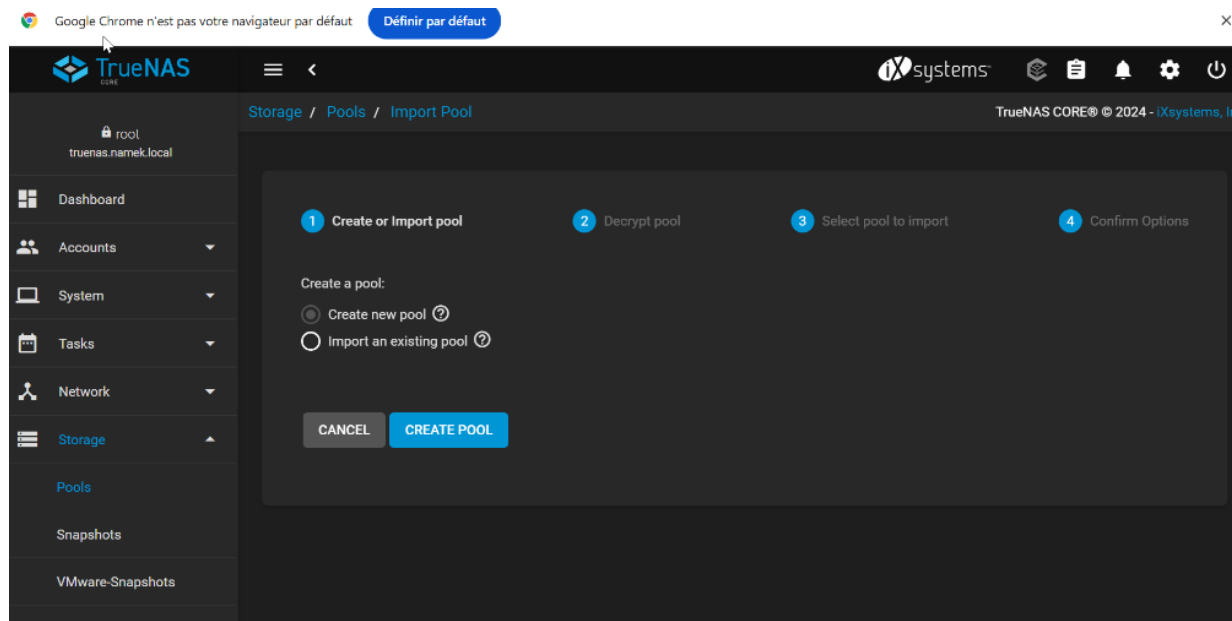 Google Chrome n'est pas votre navigateur par défaut Définir par défaut
TrueNAS
CORE
iXsystems
root
truenas.namek.local
Storage / Pools / Import Pool
TrueNAS CORE® © 2024 - iXsystems, I
Dashboard
Accounts
System
Tasks
Network
Storage
Pools
Snapshots
VMware-Snapshots
1 Create or Import pool 2 Decrypt pool 3 Select pool to import 4 Confirm Options
Create a pool:
Create new pool
Import an existing pool
CANCEL CREATE POOL